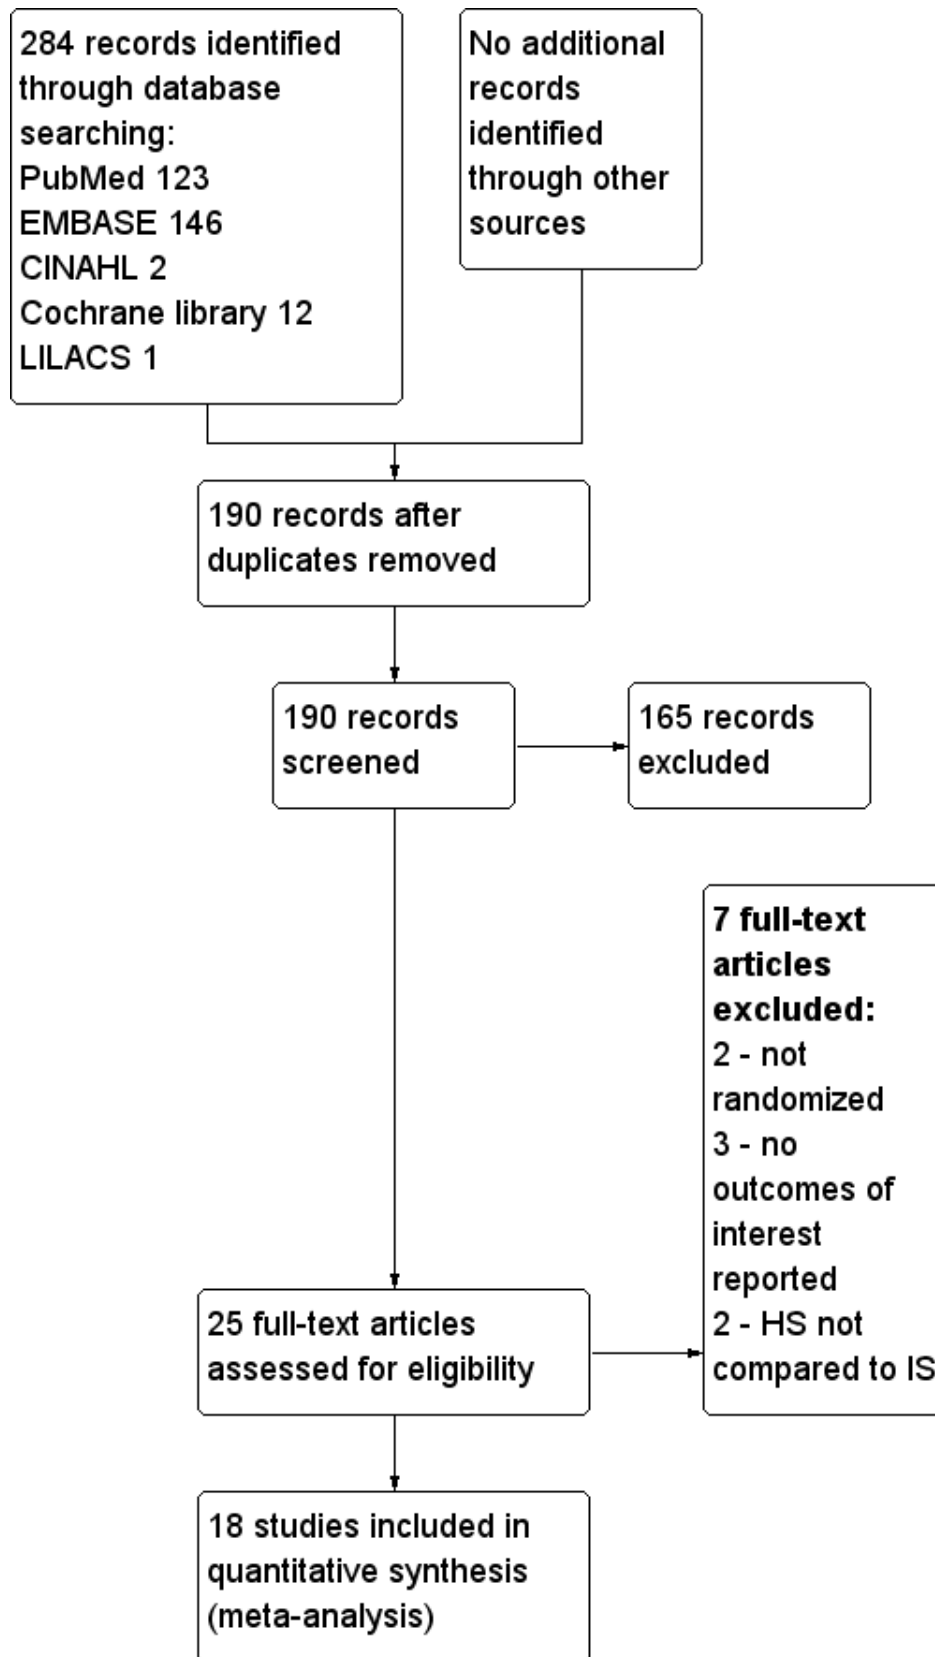 284 records identified
through database
searching:
PubMed 123
EMBASE 146
CINAHL 2
Cochrane library 12
LILACS 1
No additional
records
identified
through other
sources
190 records after
duplicates removed
190 records
screened
165 records
excluded
7 full-text
articles
excluded:
2 - not
randomized
3 - no
outcomes of
interest
reported
2 - HS not
compared to IS
25 full-text articles
assessed for eligibility
18 studies included in
quantitative synthesis
(meta-analysis)